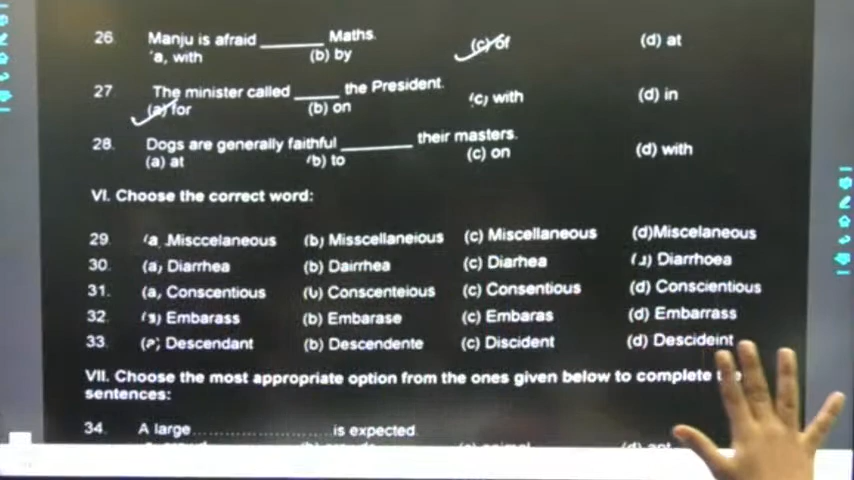 26. Manju is afraid ________ Maths.
(a, with (b) by (c) of (d) at
27. The minister called _____ the President.
(a) for (b) on (c) with (d) in
28. Dogs are generally faithful ________ their masters.
(a) at (b) to (c) on (d) with
VI. Choose the correct word:
29. (a. Misccelaneous (b) Misscellaneious (c) Miscellaneous (d)Miscelaneous
30. (a) Diarrhea (b) Dairrhea (c) Diarhea (d) Diarrhoea
31. (a, Conscentious (b) Conscenteious (c) Consentious (d) Conscientious
32. (a) Embarass (b) Embarase (c) Embaras (d) Embarrass
33. (a) Descendant (b) Descendente (c) Discident (d) Descideint
VII. Choose the most appropriate option from the ones given below to complete the
sentences:
34. A large........................is expected.